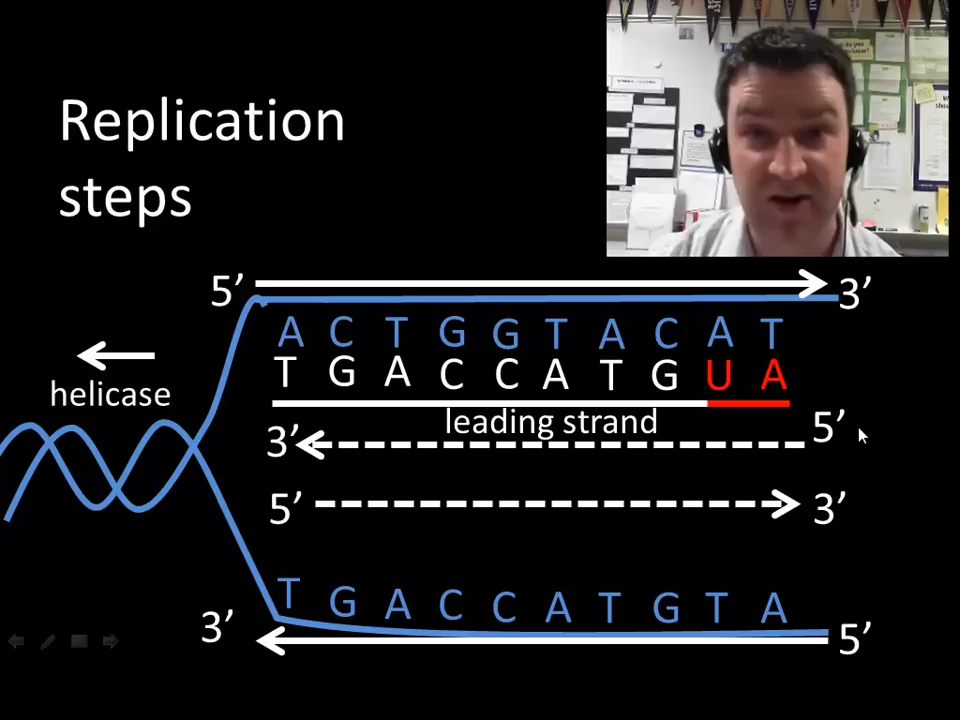 Replication
steps
5’
3’
A C T G G T A C A T
helicase
T G A C C A T G U A
leading strand
3’
5’
5’
3’
T G A C C A T G T A
3’
5’